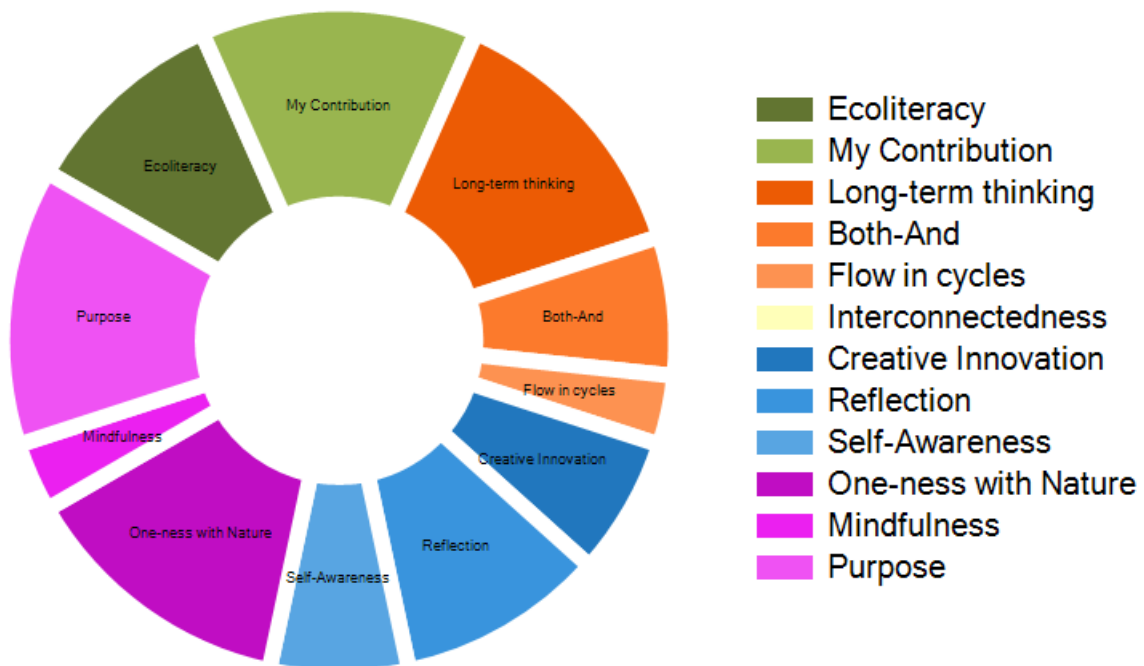 My Contribution
Ecoliteracy
Long-term thinking
Purpose
Both-And
Flow in cycles
Mindfulness
Creative Innovation
One-ness with Nature
Reflection
Self-Awareness
Ecoliteracy
My Contribution
Long-term thinking
Both-And
Flow in cycles
Interconnectedness
Creative Innovation
Reflection
Self-Awareness
One-ness with Nature
Mindfulness
Purpose